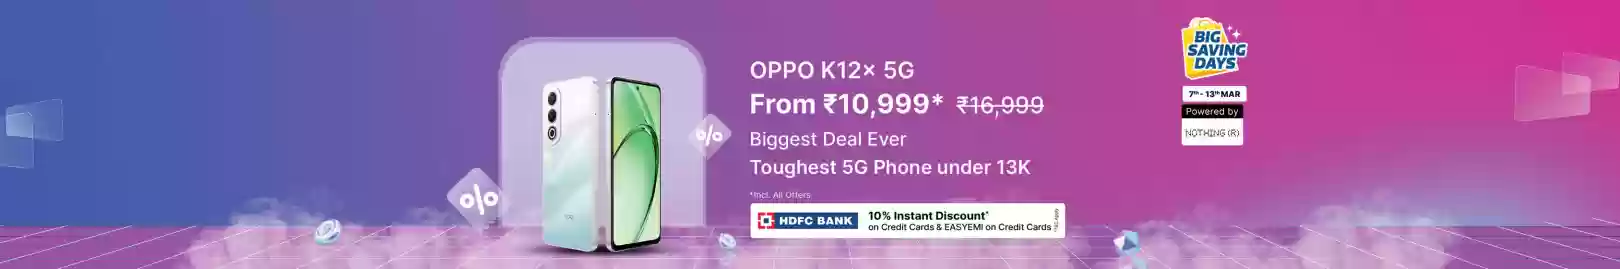 OPPO K12x 5G
From ₹10,999* ₹16,999
Biggest Deal Ever
Toughest 5G Phone under 13K
*Incl. All Offers
HDFC BANK
10% Instant Discount*
on Credit Cards & EASYEMI on Credit Cards
BIG
SAVING
DAYS
7th - 13th MAR
Powered by
NOTHING (R)
%
%